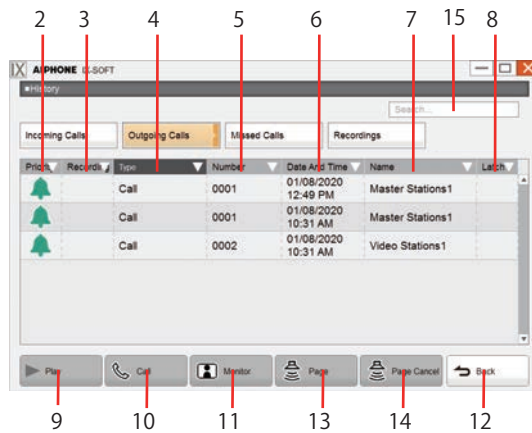 2 3 4 5 6 7 15 8
IX AIPHONE IX-SOFT
■History
Search...
Incoming Calls Outgoing Calls Missed Calls Recordings
Type Number Date And Time Name Latch
Call 0001 01/08/2020 Master Stations1
12:49 PM
Call 0001 01/08/2020 Master Stations1
10:31 AM
Call 0002 01/08/2020 Video Stations1
10:31 AM
Play Call Monitor Page Page Cancel Back
9 10 11 13 14 12